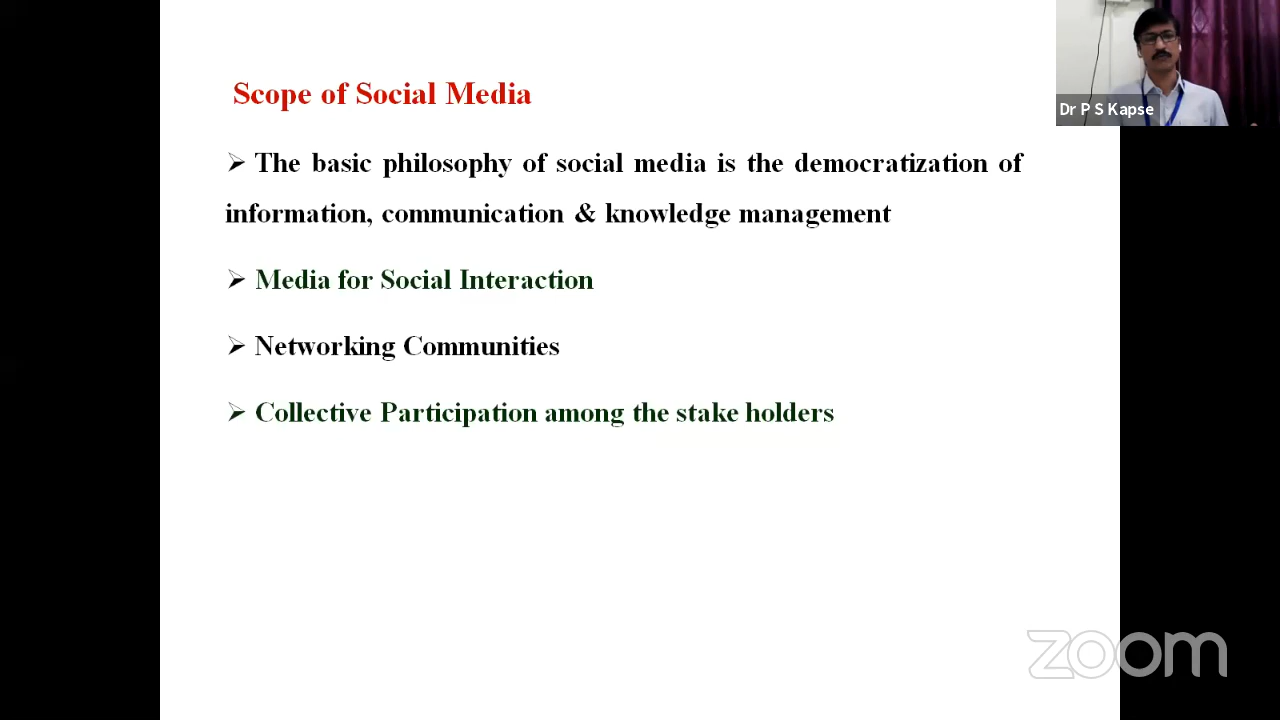 Scope of Social Media
➢ The basic philosophy of social media is the democratization of
information, communication & knowledge management
➢ Media for Social Interaction
➢ Networking Communities
➢ Collective Participation among the stake holders
Dr P S Kapse
zoom